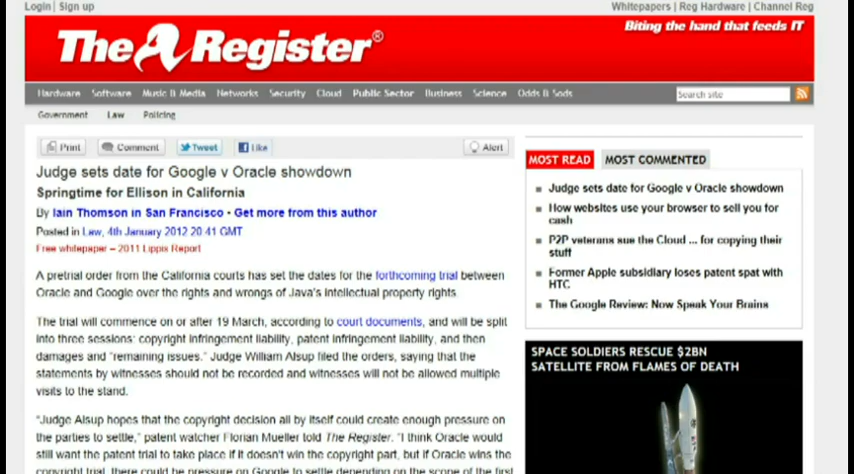 Login | Sign up
Whitepapers | Reg Hardware | Channel Reg
The Register®
Biting the hand that feeds IT
Hardware Software Music & Media Networks Security Cloud Public Sector Business Science Odds & Sods
Search site
Government Law Policing
Print Comment Tweet Like Alert
Judge sets date for Google v Oracle showdown
Springtime for Ellison in California
By Iain Thomson in San Francisco • Get more from this author
Posted in Law, 4th January 2012 20:41 GMT
Free whitepaper – 2011 Lippis Report
A pretrial order from the California courts has set the dates for the forthcoming trial between
Oracle and Google over the rights and wrongs of Java's intellectual property rights.
The trial will commence on or after 19 March, according to court documents, and will be split
into three sessions: copyright infringement liability, patent infringement liability, and then
damages and "remaining issues." Judge William Alsup filed the orders, saying that the
statements by witnesses should not be recorded and witnesses will not be allowed multiple
visits to the stand.
"Judge Alsup hopes that the copyright decision all by itself could create enough pressure on
the parties to settle," patent watcher Florian Mueller told The Register. "I think Oracle would
still want the patent trial to take place if it doesn't win the copyright part, but if Oracle wins the
copyright trial, there could be pressure on Google to settle depending on the scope of the first
MOST READ MOST COMMENTED
Judge sets date for Google v Oracle showdown
How websites use your browser to sell you for
cash
P2P veterans sue the Cloud ... for copying their
stuff
Former Apple subsidiary loses patent spat with
HTC
The Google Review: Now Speak Your Brains
SPACE SOLDIERS RESCUE $2BN
SATELLITE FROM FLAMES OF DEATH